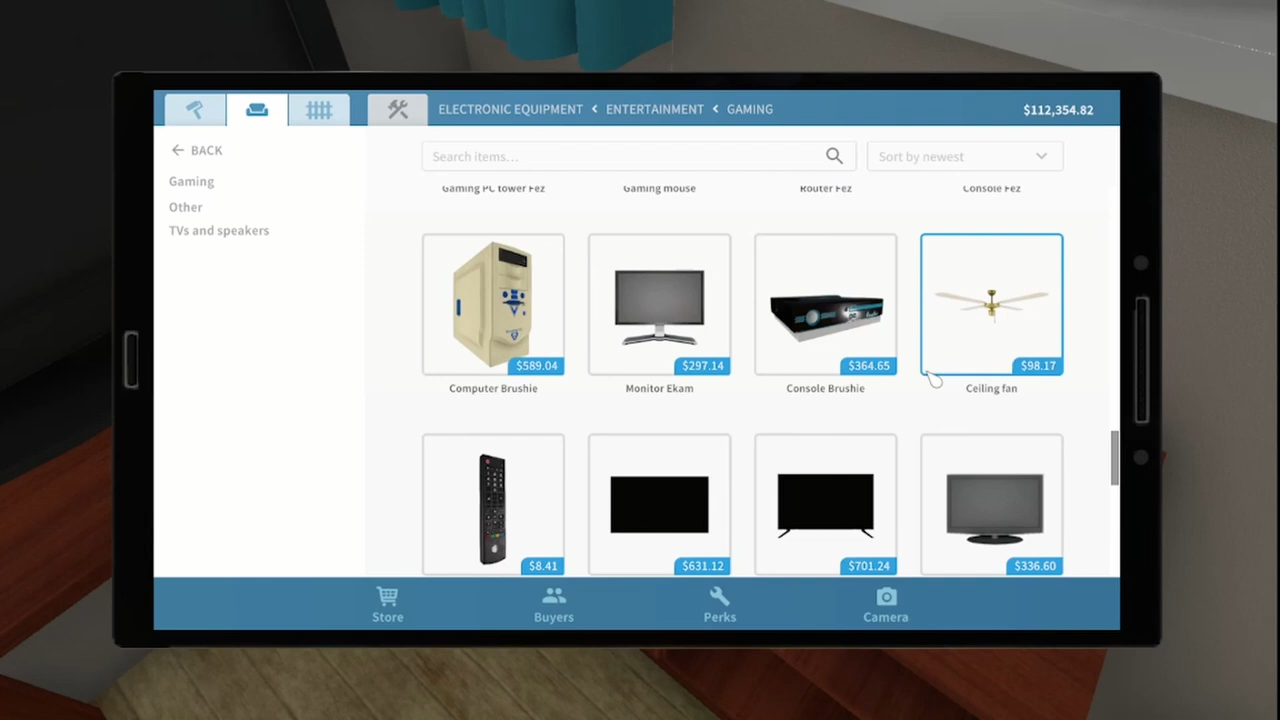 ELECTRONIC EQUIPMENT < ENTERTAINMENT < GAMING
$112,354.82
BACK
Gaming
Other
TVs and speakers
Search items...
Sort by newest
Gaming PC tower Fez
Gaming mouse
Router Fez
Console Fez
$589.04
$297.14
$364.65
$98.17
Computer Brushie
Monitor Ekam
Console Brushie
Ceiling fan
$8.41
$631.12
$701.24
$336.60
Store
Buyers
Perks
Camera